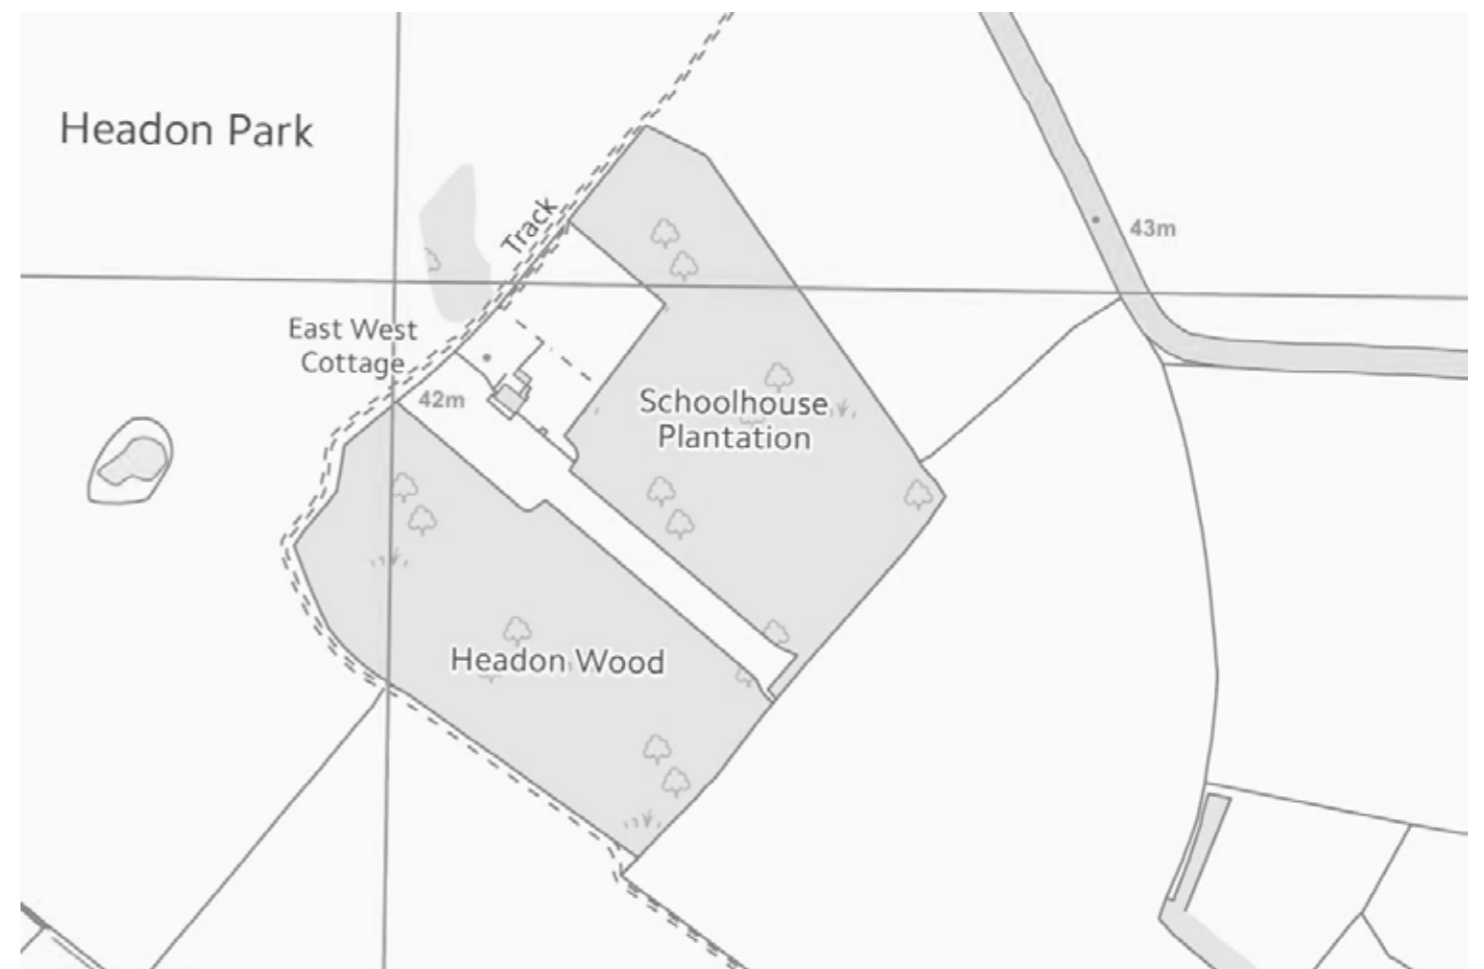 Headon Park
Track
43m
East West
Cottage
42m
Schoolhouse
Plantation
Headon Wood